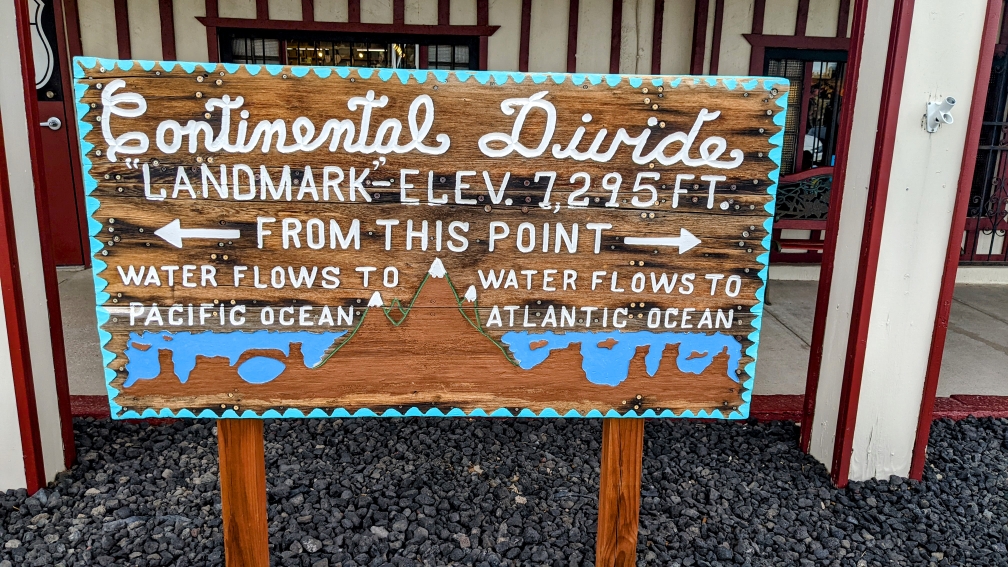 Continental Divide
"LANDMARK" - ELEV. 7,295 FT.
← FROM THIS POINT →
WATER FLOWS TO
PACIFIC OCEAN
WATER FLOWS TO
ATLANTIC OCEAN